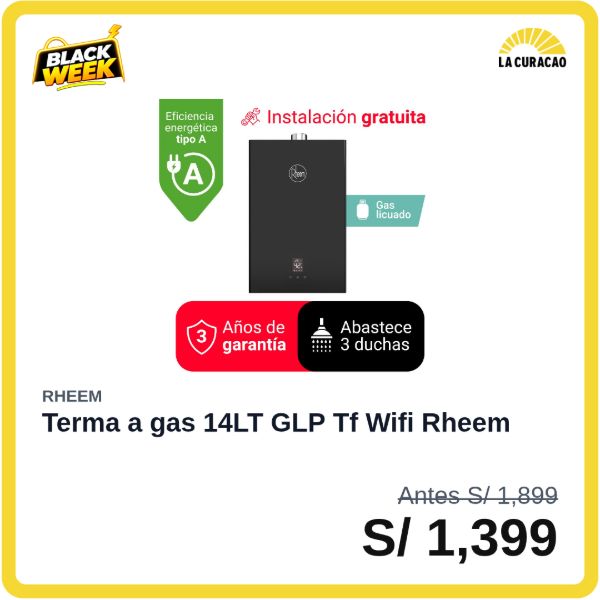 BLACK
WEEK
LA CURACAO
Eficiencia
energética
tipo A
A
Instalación gratuita
Rheem
Gas
licuado
3
Años de
garantía
Abastece
3 duchas
RHEEM
Terma a gas 14LT GLP Tf Wifi Rheem
Antes S/ 1,899
S/ 1,399